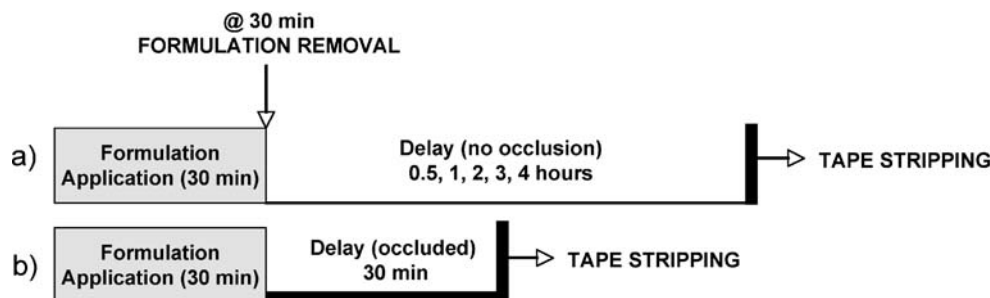 @ 30 min
FORMULATION REMOVAL
a)
Formulation
Application (30 min)
Delay (no occlusion)
0.5, 1, 2, 3, 4 hours
TAPE STRIPPING
b)
Formulation
Application (30 min)
Delay (occluded)
30 min
TAPE STRIPPING